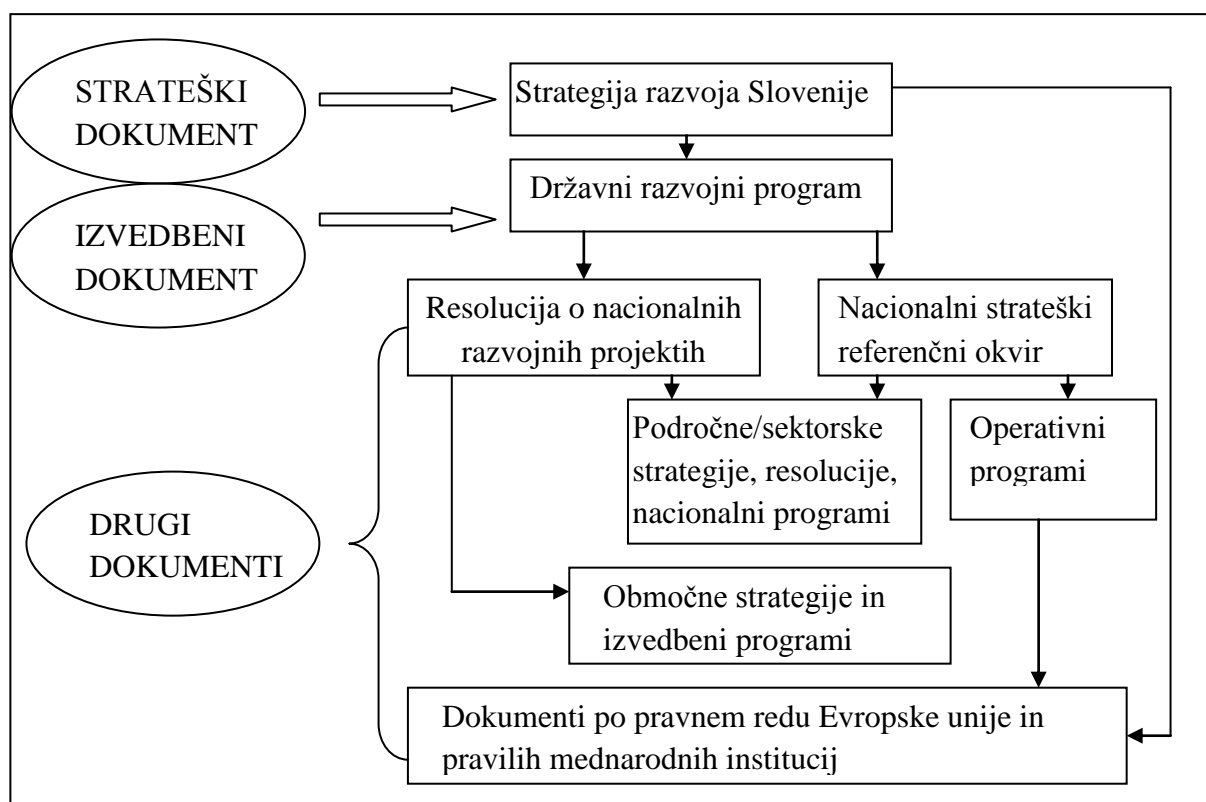 STRATEŠKI
DOKUMENT
Strategija razvoja Slovenije
Državni razvojni program
IZVEDBENI
DOKUMENT
Resolucija o nacionalnih
razvojnih projektih
Nacionalni strateški
referenčni okvir
Področne/sektorske
strategije, resolucije,
nacionalni programi
Operativni
programi
DRUGI
DOKUMENTI
Območne strategije in
izvedbeni programi
Dokumenti po pravnem redu Evropske unije in
pravilih mednarodnih institucij